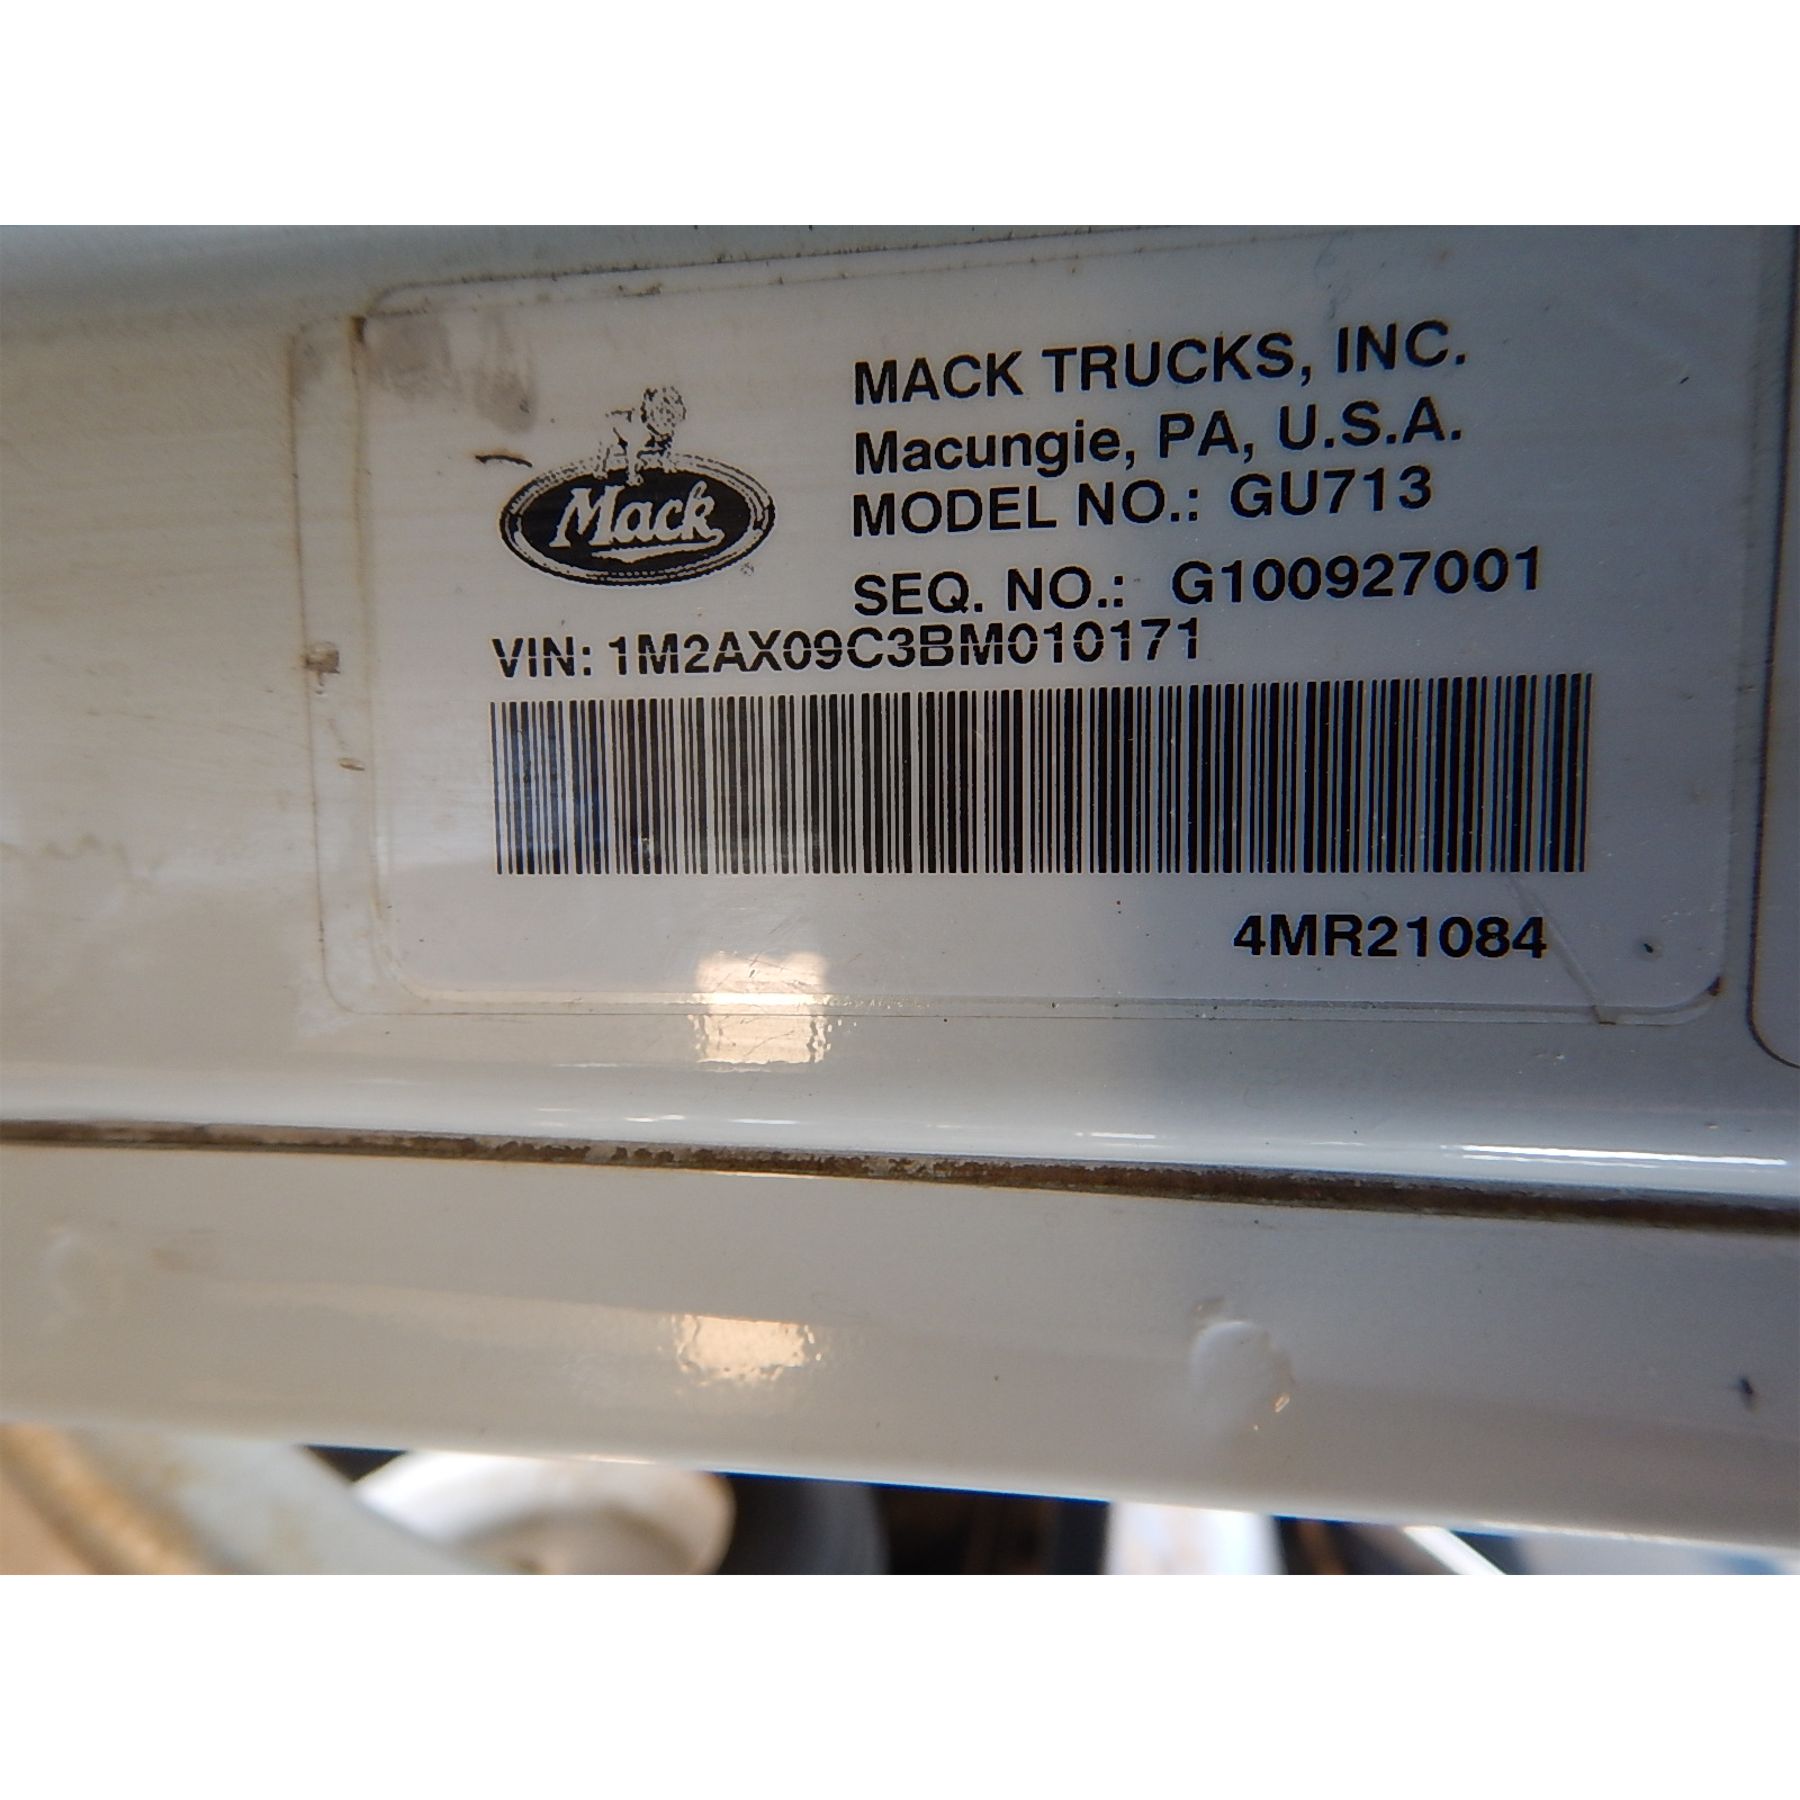 MACK TRUCKS, INC.
Macungie, PA, U.S.A.
MODEL NO.: GU713
Mack
®
SEQ. NO.: G100927001
VIN: 1M2AX09C3BM010171
4MR21084